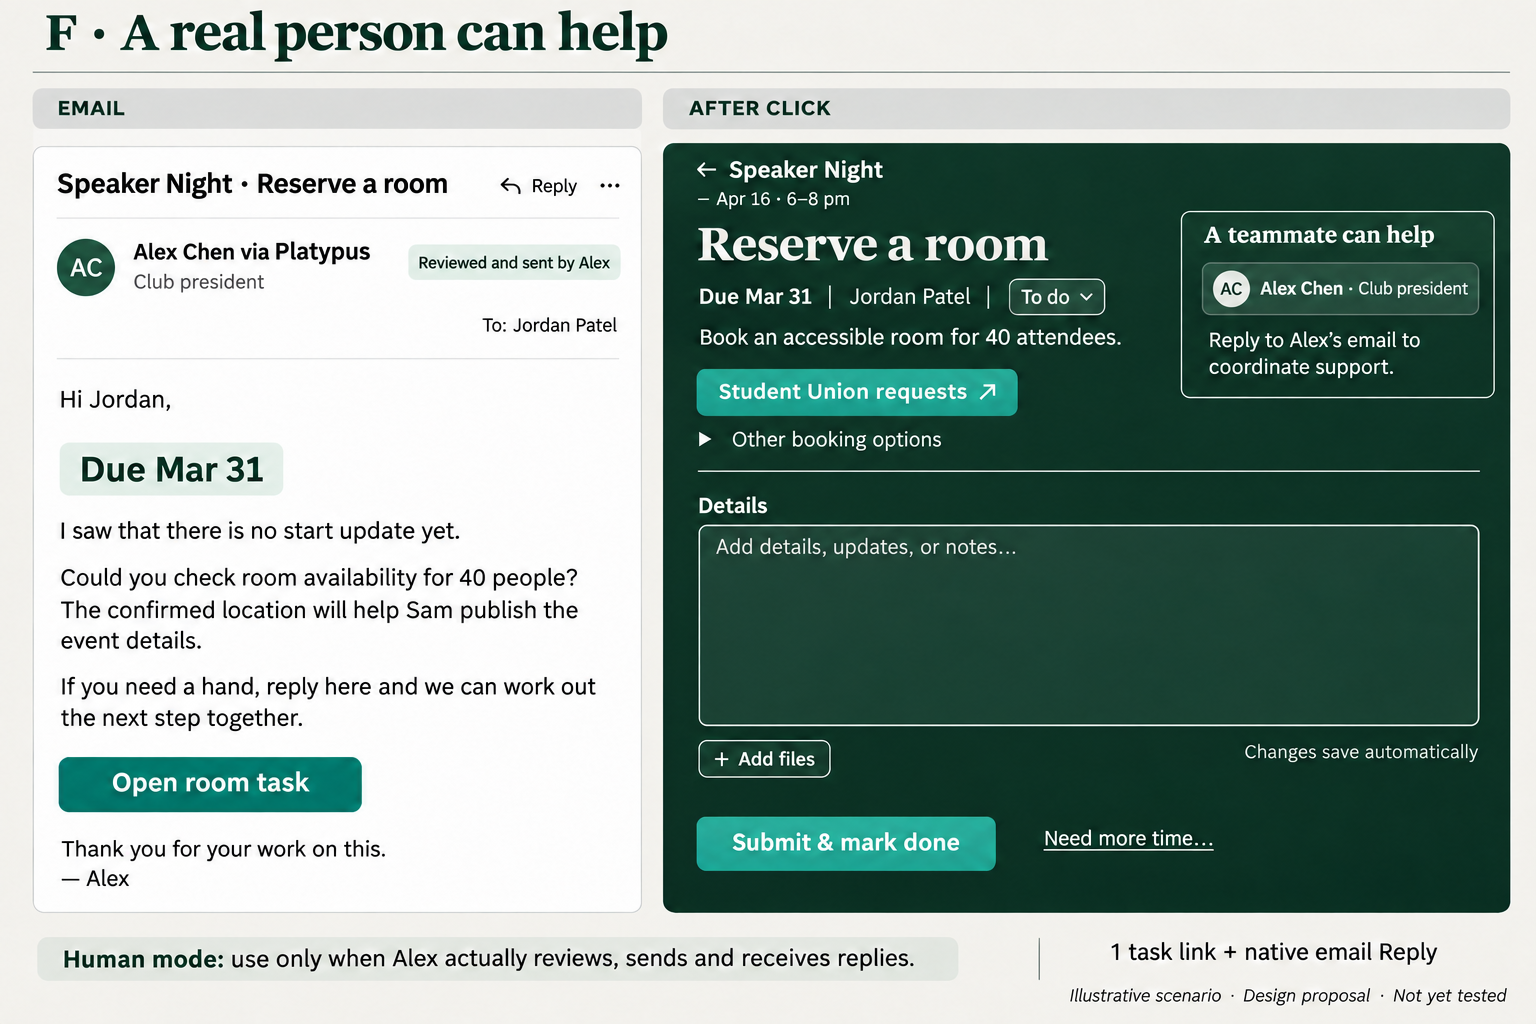 F · A real person can help
EMAIL
Speaker Night · Reserve a room
Reply
AC
Alex Chen via Platypus
Club president
Reviewed and sent by Alex
To: Jordan Patel
Hi Jordan,
Due Mar 31
I saw that there is no start update yet.
Could you check room availability for 40 people?
The confirmed location will help Sam publish the
event details.
If you need a hand, reply here and we can work out
the next step together.
Open room task
Thank you for your work on this.
— Alex
AFTER CLICK
← Speaker Night
– Apr 16 · 6–8 pm
Reserve a room
Due Mar 31 | Jordan Patel | To do
Book an accessible room for 40 attendees.
Student Union requests ↗
▶ Other booking options
A teammate can help
AC Alex Chen · Club president
Reply to Alex’s email to
coordinate support.
Details
Add details, updates, or notes...
+ Add files
Changes save automatically
Submit & mark done
Need more time...
Human mode: use only when Alex actually reviews, sends and receives replies.
1 task link + native email Reply
Illustrative scenario · Design proposal · Not yet tested